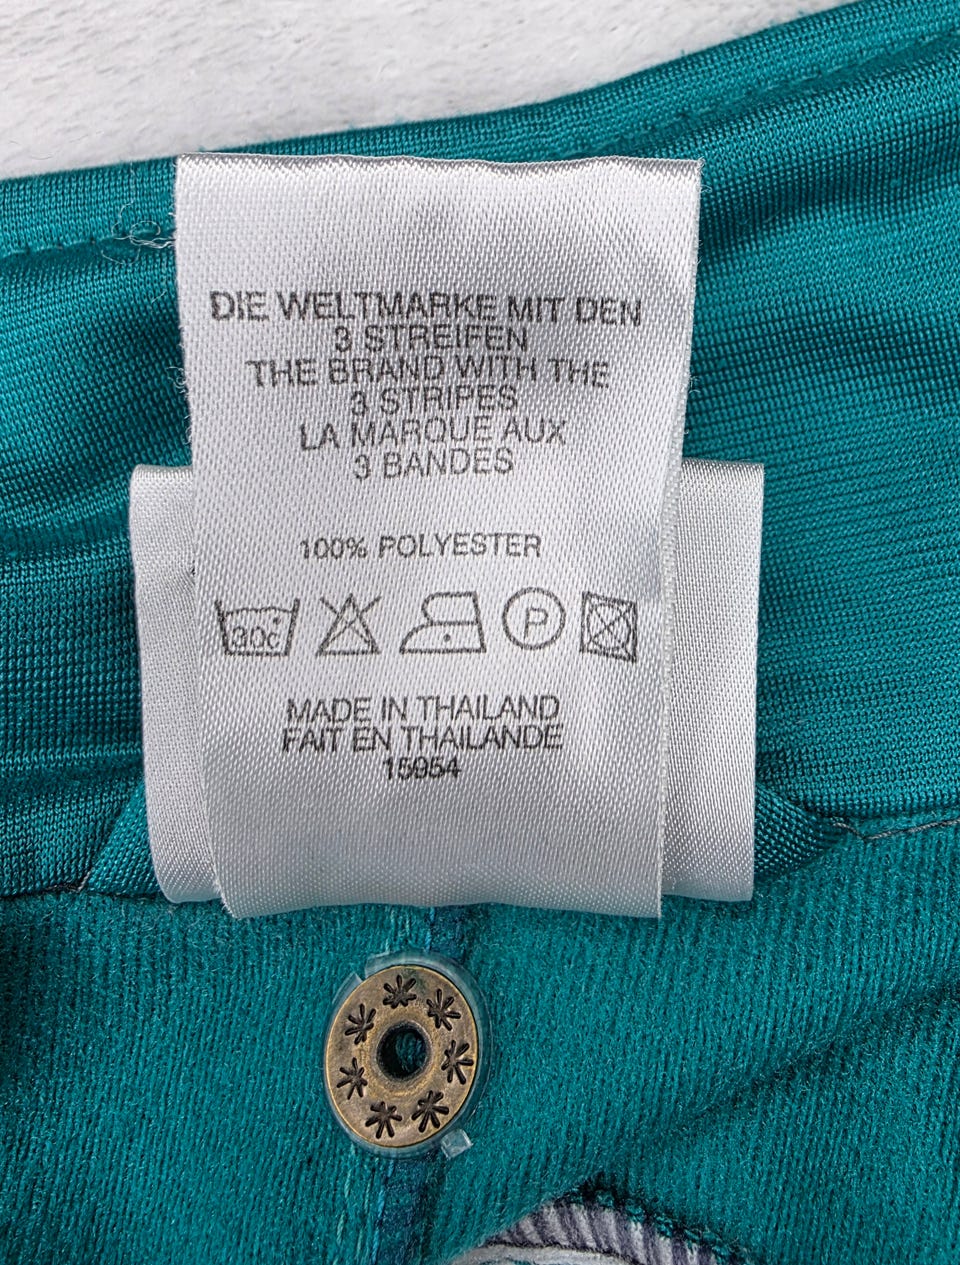 DIE WELTMARKE MIT DEN
3 STREIFEN
THE BRAND WITH THE
3 STRIPES
LA MARQUE AUX
3 BANDES
100% POLYESTER
30c P
MADE IN THAILAND
FAIT EN THAILANDE
15954